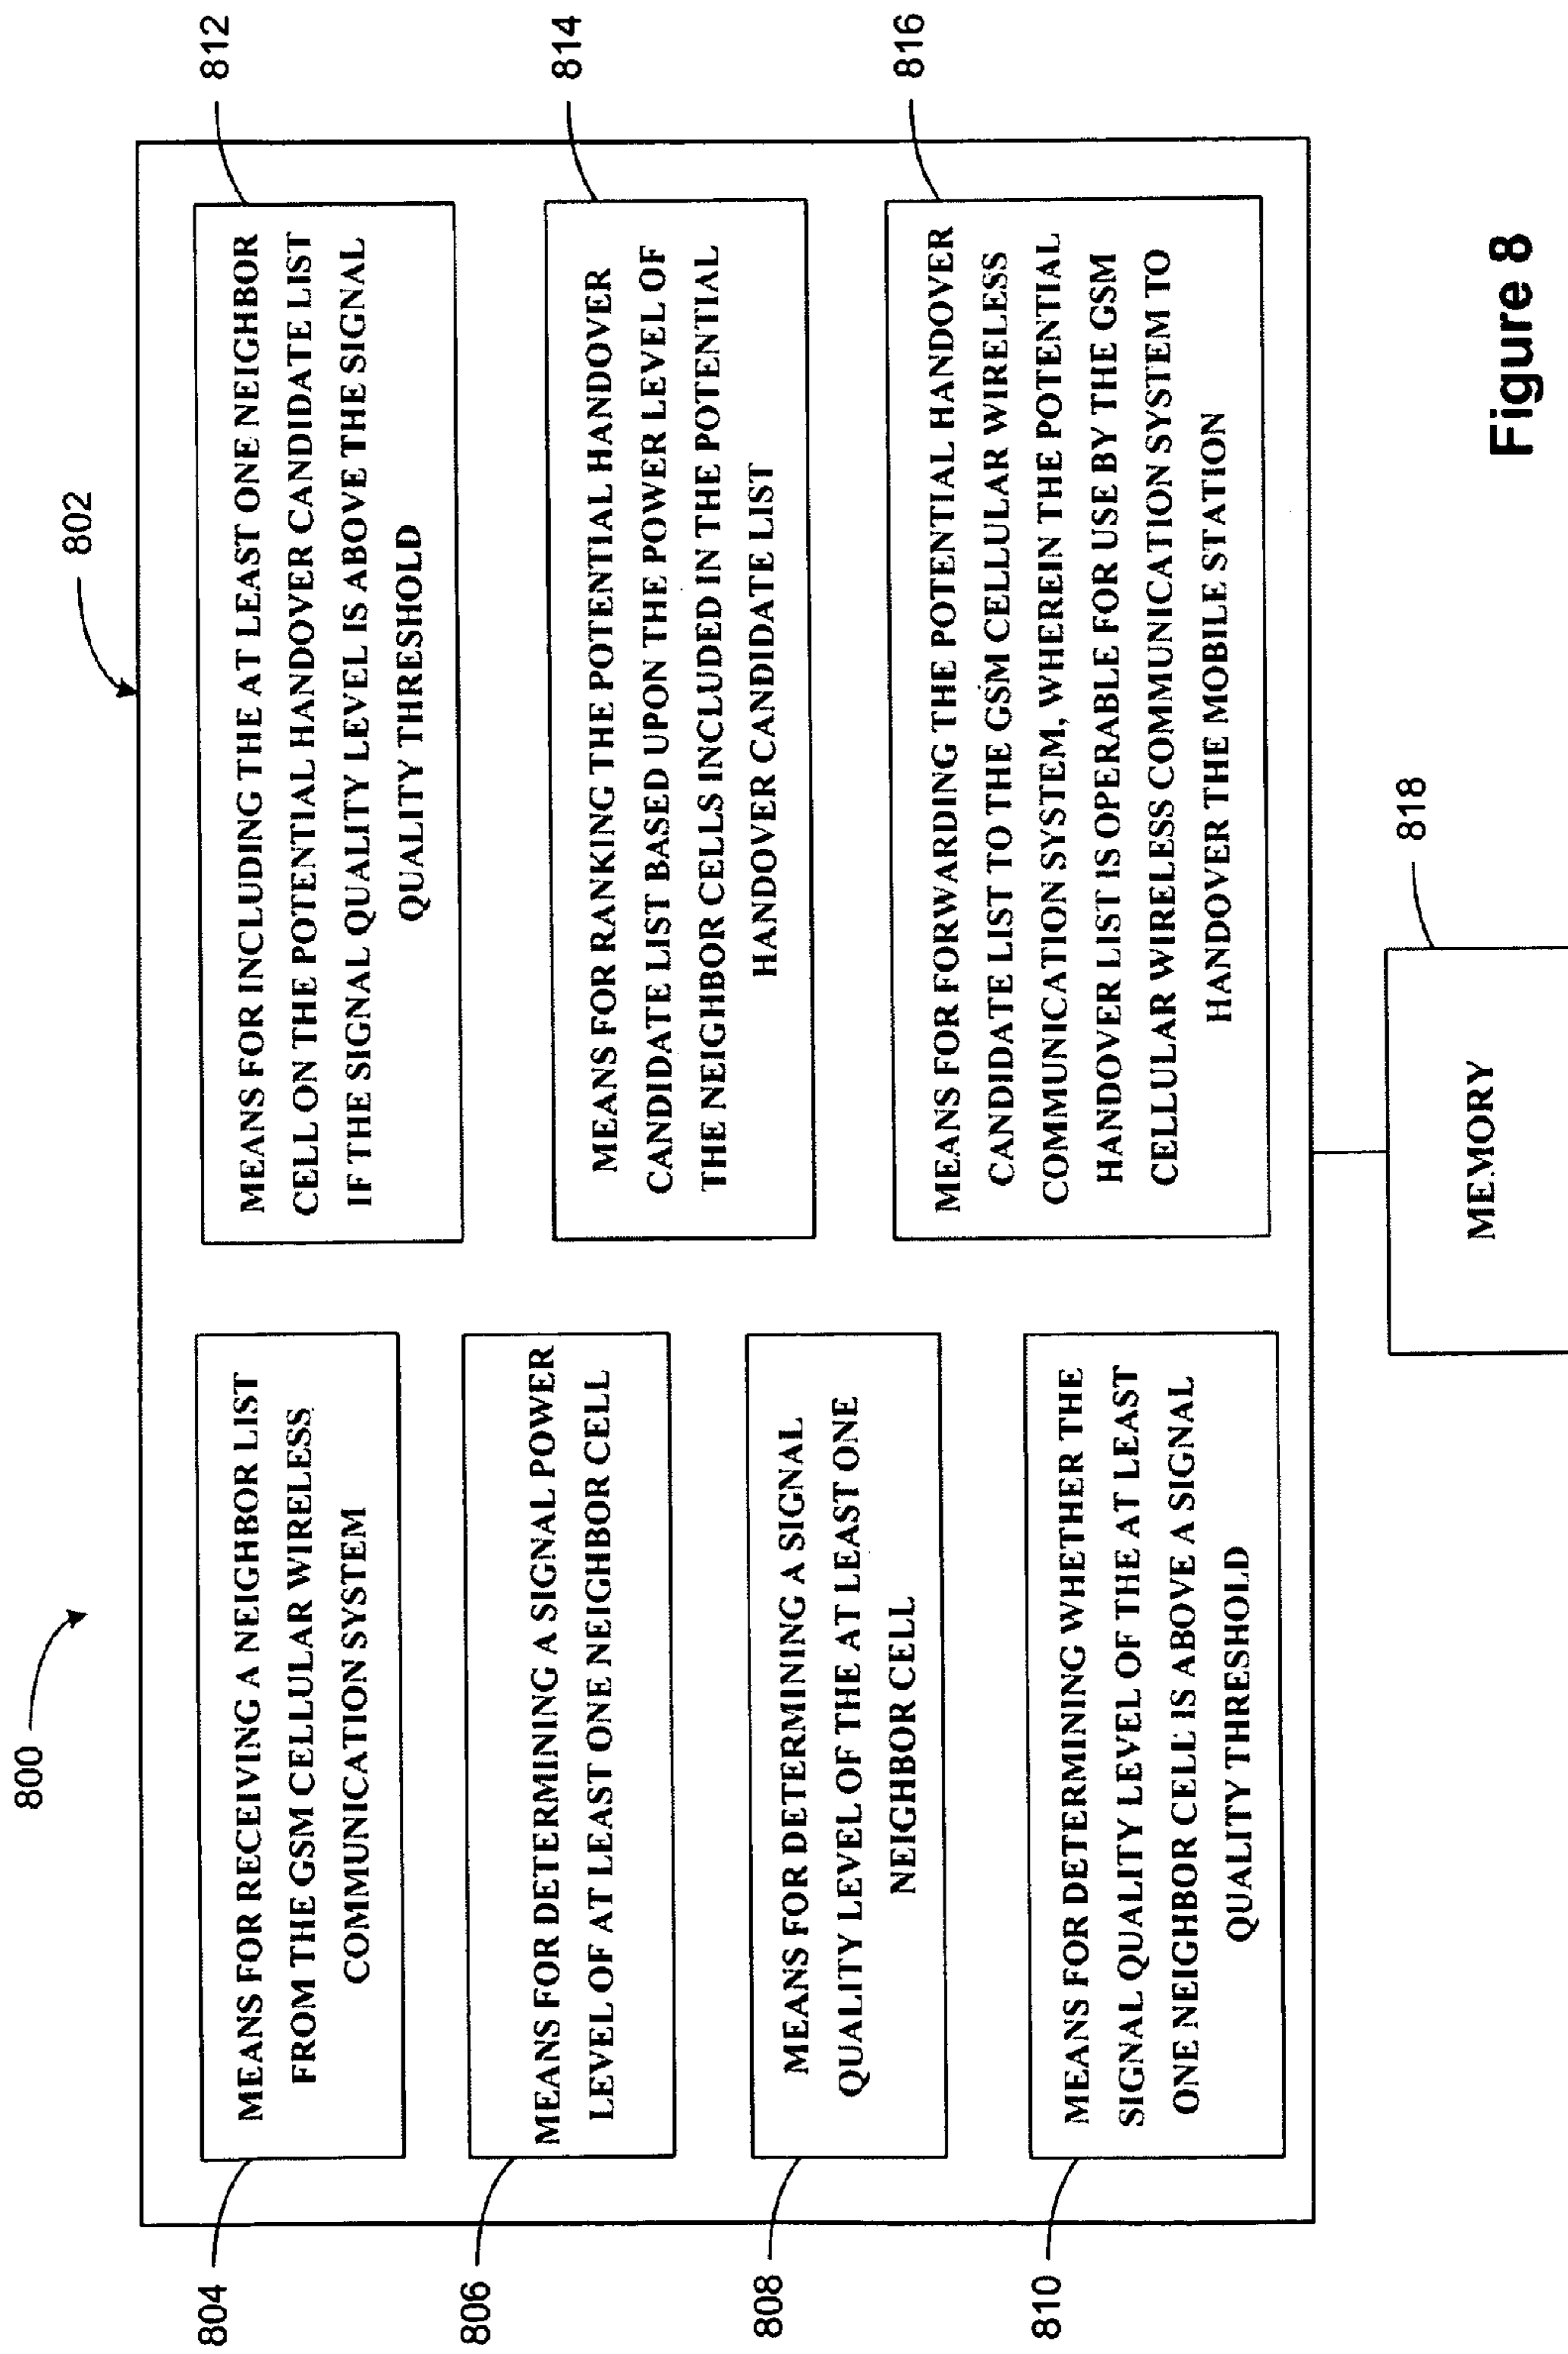 800
802
804
MEANS FOR RECEIVING A NEIGHBOR LIST
FROM THE GSM CELLULAR WIRELESS
COMMUNICATION SYSTEM
806
MEANS FOR DETERMINING A SIGNAL POWER
LEVEL OF AT LEAST ONE NEIGHBOR CELL
808
MEANS FOR DETERMINING A SIGNAL
QUALITY LEVEL OF THE AT LEAST ONE
NEIGHBOR CELL
810
MEANS FOR DETERMINING WHETHER THE
SIGNAL QUALITY LEVEL OF THE AT LEAST
ONE NEIGHBOR CELL IS ABOVE A SIGNAL
QUALITY THRESHOLD
812
MEANS FOR INCLUDING THE AT LEAST ONE NEIGHBOR
CELL ON THE POTENTIAL HANDOVER CANDIDATE LIST
IF THE SIGNAL QUALITY LEVEL IS ABOVE THE SIGNAL
QUALITY THRESHOLD
814
MEANS FOR RANKING THE POTENTIAL HANDOVER
CANDIDATE LIST BASED UPON THE POWER LEVEL OF
THE NEIGHBOR CELLS INCLUDED IN THE POTENTIAL
HANDOVER CANDIDATE LIST
816
MEANS FOR FORWARDING THE POTENTIAL HANDOVER
CANDIDATE LIST TO THE GSM CELLULAR WIRELESS
COMMUNICATION SYSTEM, WHEREIN THE POTENTIAL
HANDOVER LIST IS OPERABLE FOR USE BY THE GSM
CELLULAR WIRELESS COMMUNICATION SYSTEM TO
HANDOVER THE MOBILE STATION
818
MEMORY
Figure 8